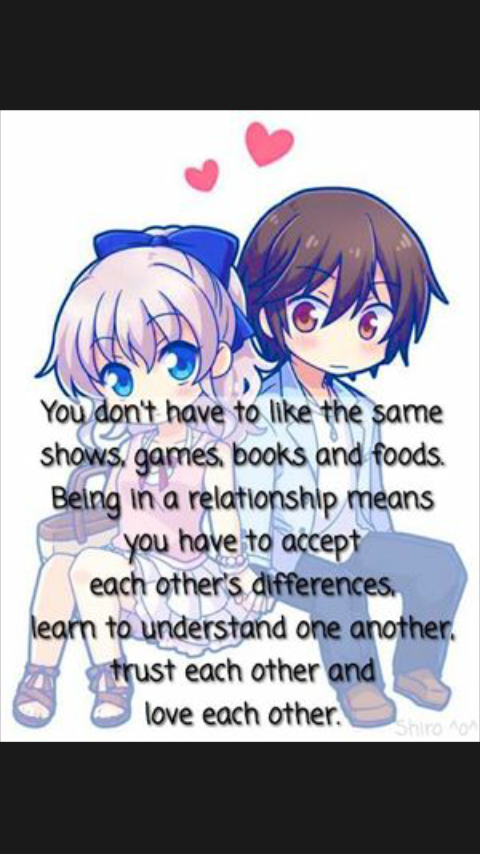 You don't have to like the same
shows, games, books and foods.
Being in a relationship means
you have to accept
each other's differences,
learn to understand one another,
trust each other and
love each other.
Shiro ^o^